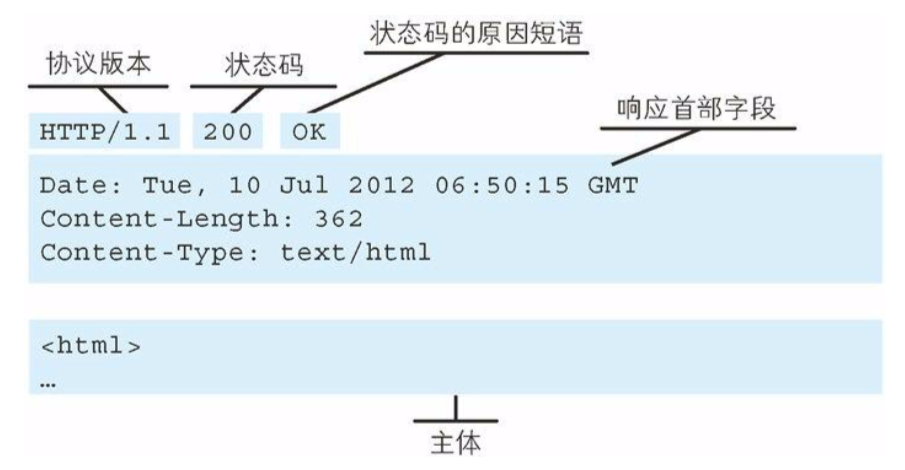 状态码的原因短语
协议版本 状态码
响应首部字段
HTTP/1.1 200 OK
Date: Tue, 10 Jul 2012 06:50:15 GMT
Content-Length: 362
Content-Type: text/html
<html>
…
主体